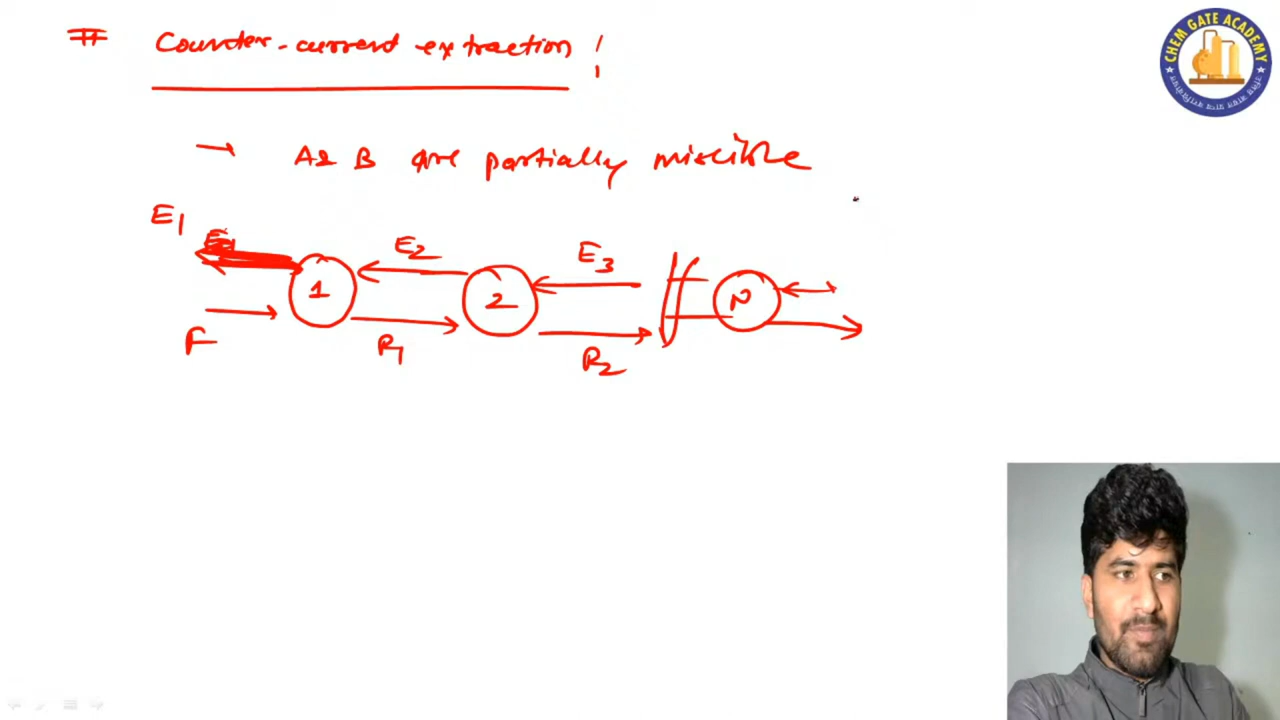 # Counter-current extraction !
CHEM GATE ACADEMY
→ A & B are partially miscible
E1
E2
E3
1
2
N
F
R1
R2